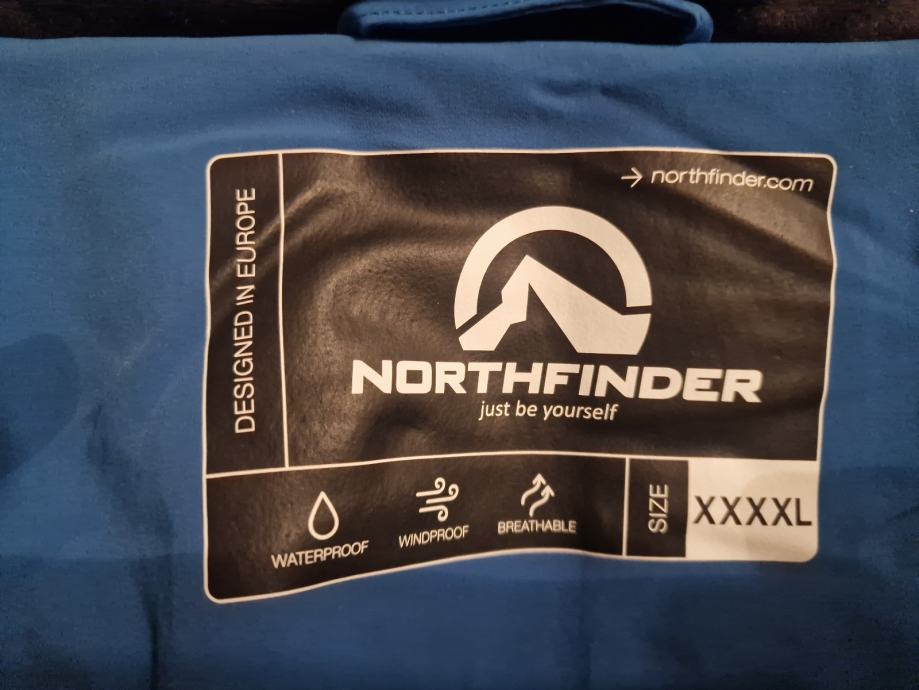 → northfinder.com
DESIGNED IN EUROPE
NORTHFINDER
just be yourself
WATERPROOF
WINDPROOF
BREATHABLE
SIZE
XXXXL